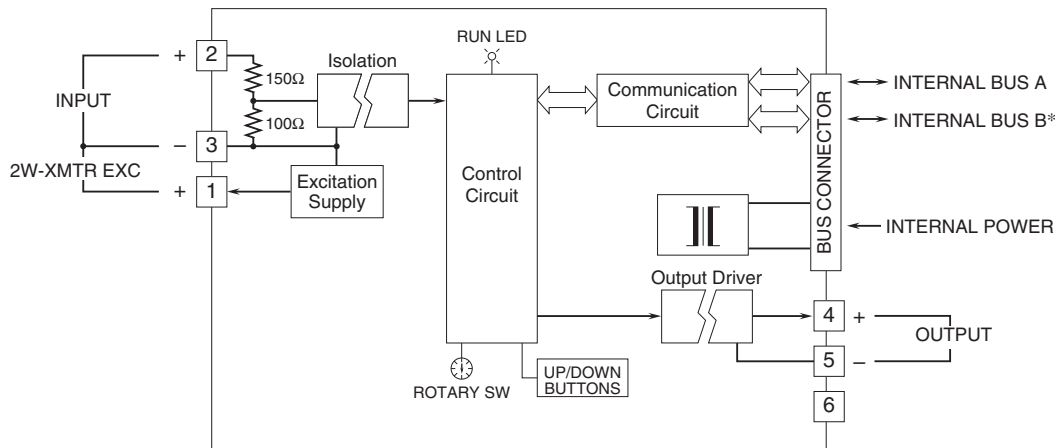 RUN LED
+ 2
150Ω
Isolation
INPUT
100Ω
− 3
2W-XMTR EXC
+ 1
Excitation
Supply
Control
Circuit
Communication
Circuit
BUS CONNECTOR
INTERNAL BUS A
INTERNAL BUS B*
INTERNAL POWER
Output Driver
4 +
OUTPUT
5 −
6
ROTARY SW
UP/DOWN
BUTTONS